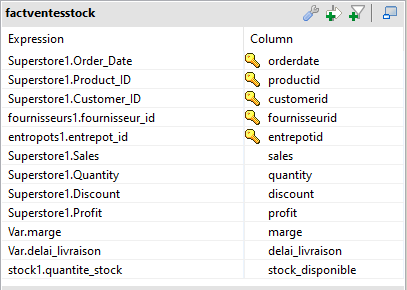 factventesstock
Expression Column
Superstore1.Order_Date orderdate
Superstore1.Product_ID productid
Superstore1.Customer_ID customerid
fournisseurs1.fournisseur_id fournisseurid
entropots1.entrepot_id entrepotid
Superstore1.Sales sales
Superstore1.Quantity quantity
Superstore1.Discount discount
Superstore1.Profit profit
Var.marge marge
Var.delai_livraison delai_livraison
stock1.quantite_stock stock_disponible